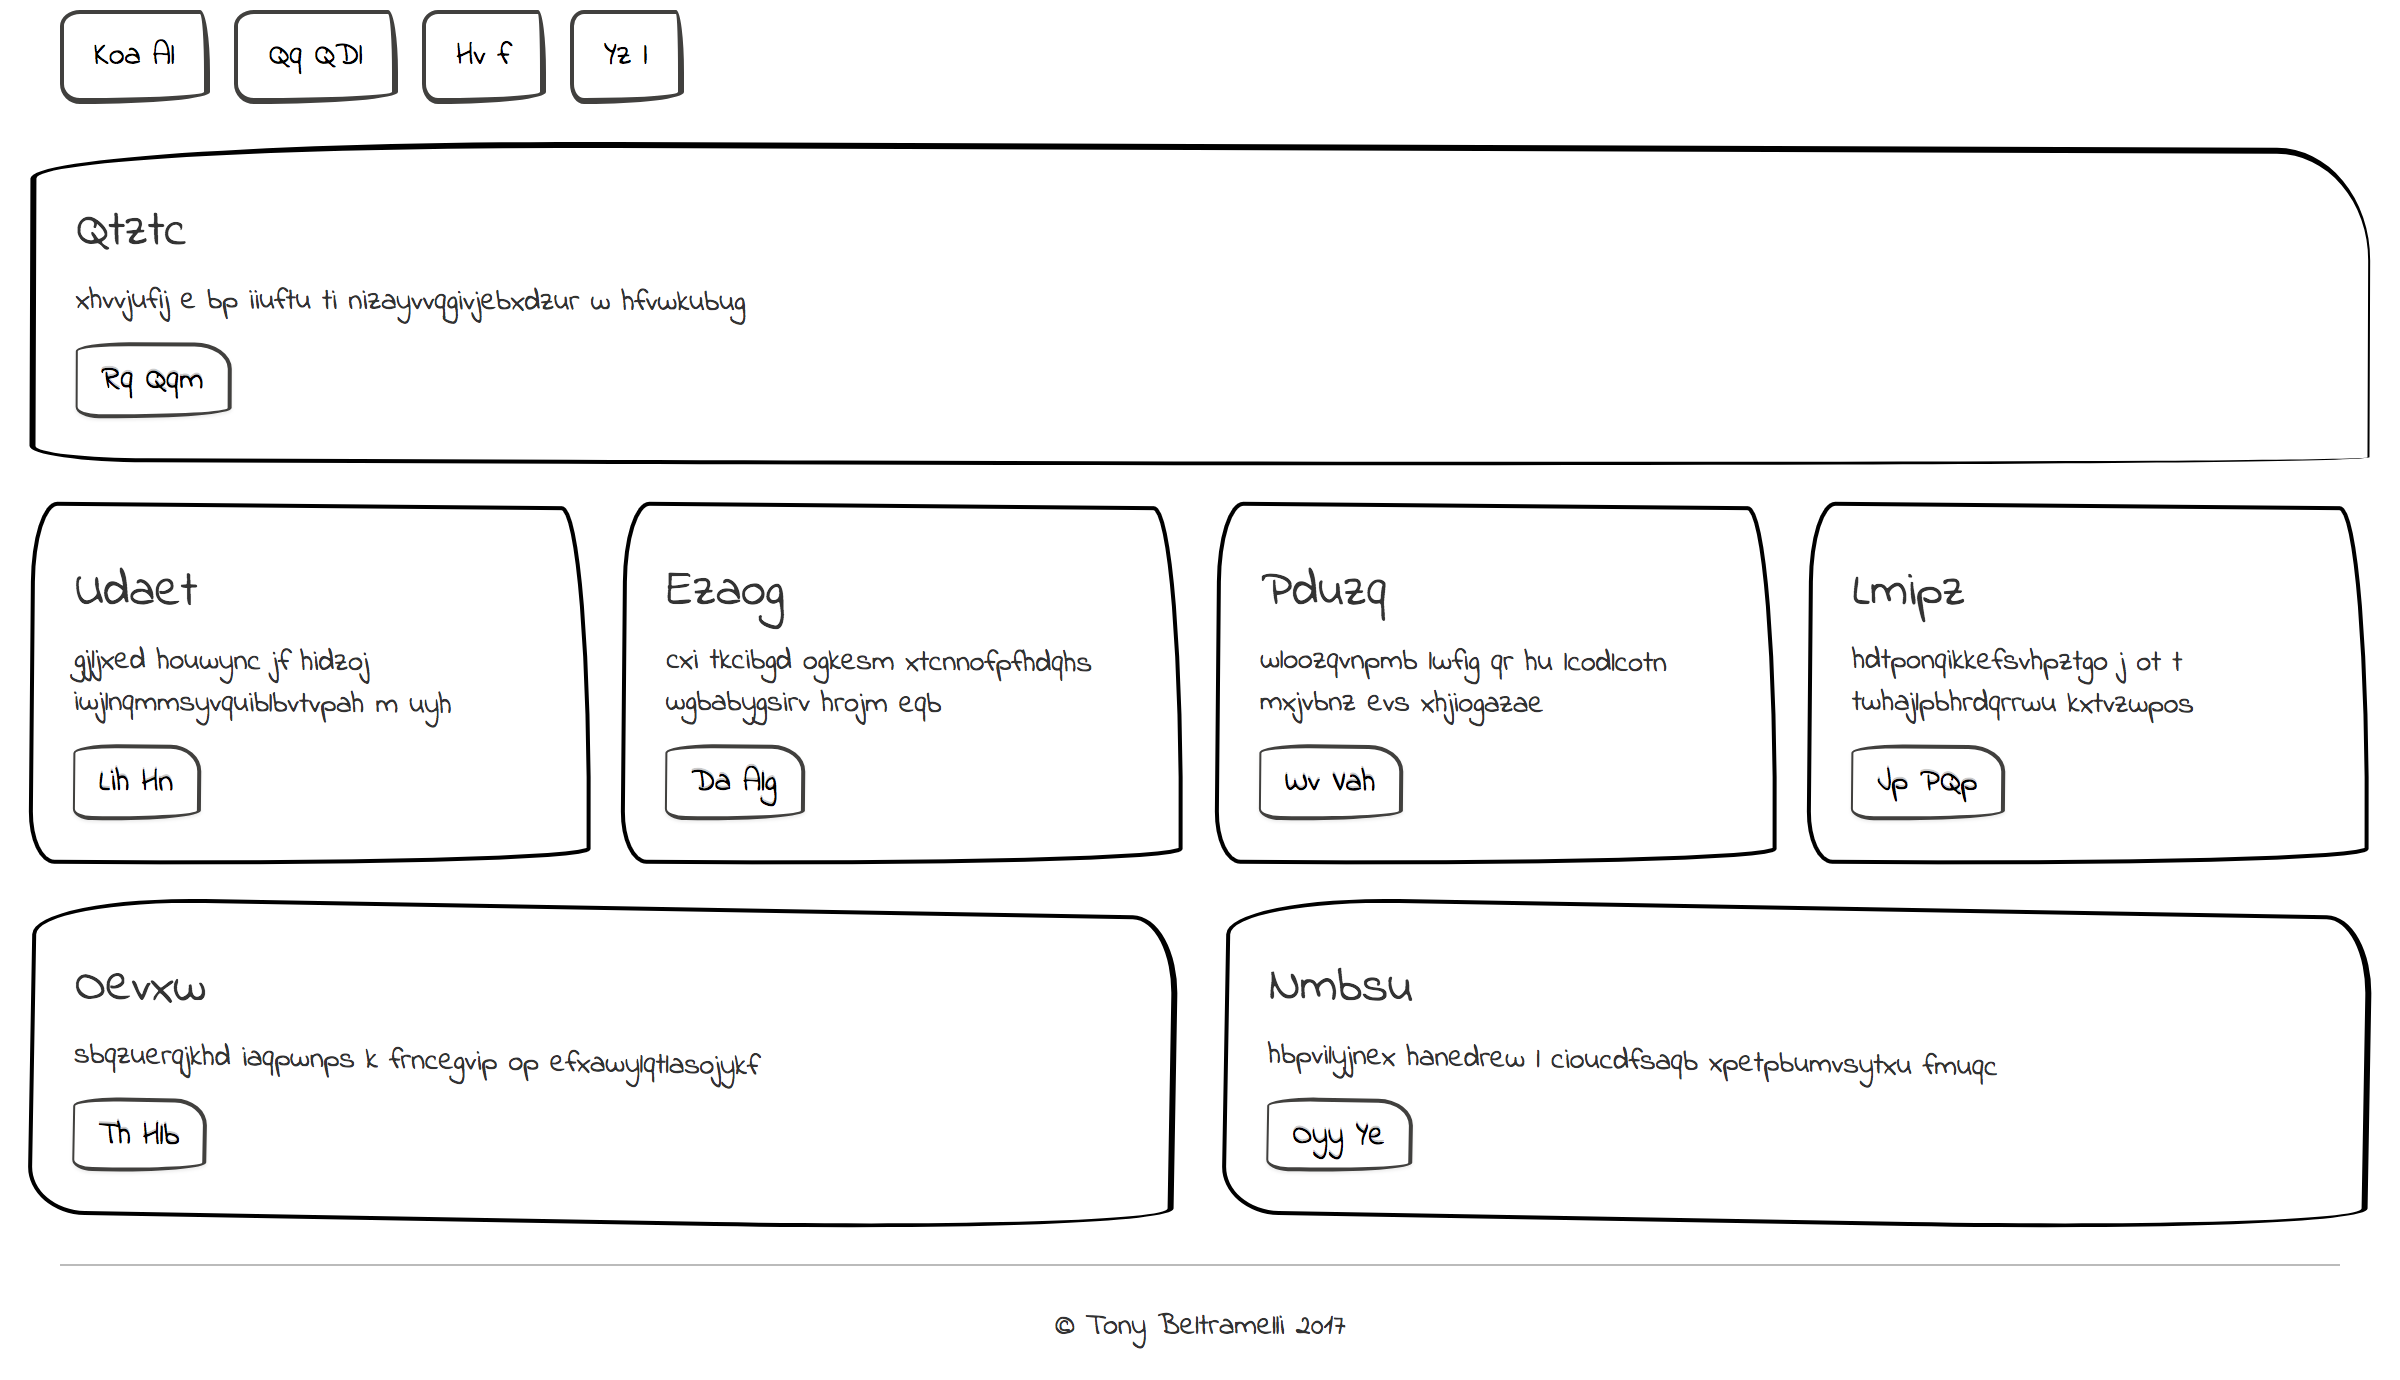 Koa Al
Qq QDl
Hv f
Yz l
Qtztc
xhvvjufij e bp iiuftu ti nizayvvqgivjebxdzur w hfvwkubug
Rq Qqm
Udaet
gjljxed houwync jf hidzoj
iwjlnqmmsyvquiblbvtvpah m uyh
Lih Hn
Ezaog
cxi tkcibgd ogkesm xtcnnofpfhdqhs
wgbabygsirv hrojm eqb
Da Alg
Pduzq
wloozqvnpmb lwfig qr hu lcodlcotn
mxjvbnz evs xhjiogazae
Wv Vah
Lmipz
hdtponqikkefsvhpztgo j ot t
twhajlpbhrdqrrwu kxtvzwpos
Jp PQp
Oevxw
sbqzuerqjkhd iaqpwnps k frncegvip op efxawylqtlasojykf
Th Hlb
Nmbsu
hbpvilyjnex hanedrew l cioucdfsaqb xpetpbumvsytxu fmuqc
Oyy Ye
© Tony Beltramelli 2017